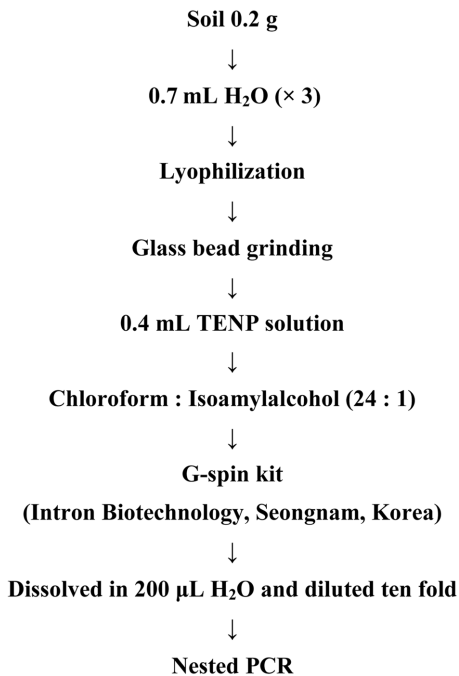 Soil 0.2 g
↓
0.7 mL H₂O (× 3)
↓
Lyophilization
↓
Glass bead grinding
↓
0.4 mL TENP solution
↓
Chloroform : Isoamylalcohol (24 : 1)
↓
G-spin kit
(Intron Biotechnology, Seongnam, Korea)
↓
Dissolved in 200 μL H₂O and diluted ten fold
↓
Nested PCR